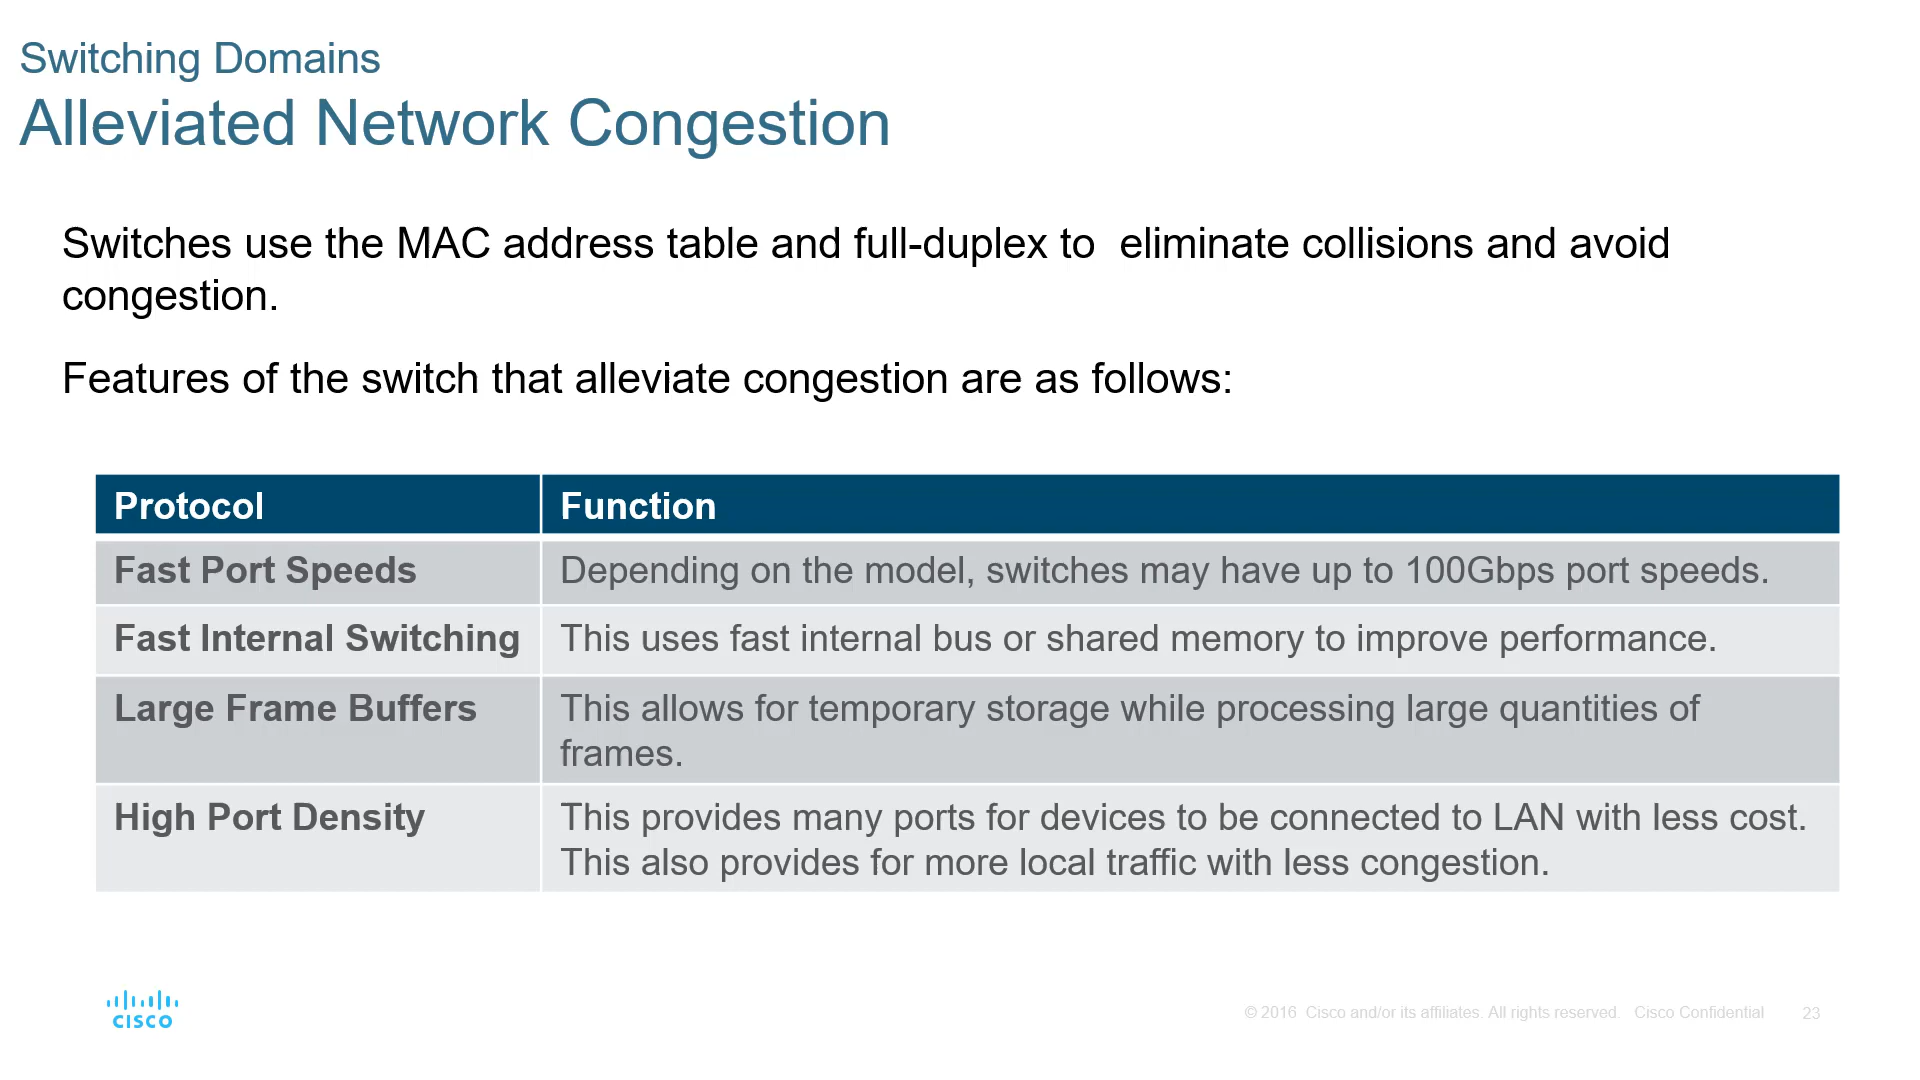 Switching Domains
Alleviated Network Congestion
Switches use the MAC address table and full-duplex to  eliminate collisions and avoid
congestion.
Features of the switch that alleviate congestion are as follows:
Protocol Function
Fast Port Speeds Depending on the model, switches may have up to 100Gbps port speeds.
Fast Internal Switching This uses fast internal bus or shared memory to improve performance.
Large Frame Buffers This allows for temporary storage while processing large quantities of
frames.
High Port Density This provides many ports for devices to be connected to LAN with less cost.
This also provides for more local traffic with less congestion.
CISCO
© 2016  Cisco and/or its affiliates. All rights reserved.   Cisco Confidential 23